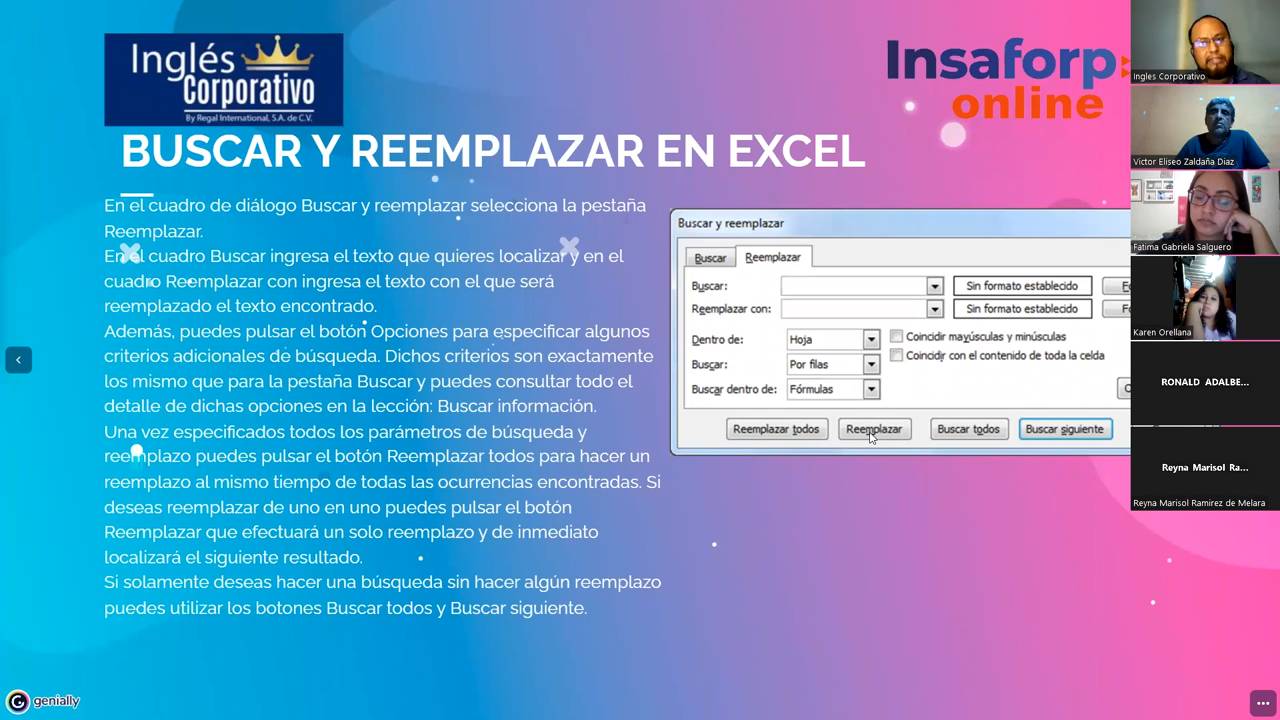 Inglés
Corporativo
By Regal International, S.A. de C.V.
Insaforp
online
BUSCAR Y REEMPLAZAR EN EXCEL
En el cuadro de diálogo Buscar y reemplazar selecciona la pestaña
Reemplazar.
En el cuadro Buscar ingresa el texto que quieres localizar y en el
cuadro Reemplazar con ingresa el texto con el que será
reemplazado el texto encontrado.
Además, puedes pulsar el botón Opciones para especificar algunos
criterios adicionales de búsqueda. Dichos criterios son exactamente
los mismo que para la pestaña Buscar y puedes consultar todo el
detalle de dichas opciones en la lección: Buscar información.
Una vez especificados todos los parámetros de búsqueda y
reemplazo puedes pulsar el botón Reemplazar todos para hacer un
reemplazo al mismo tiempo de todas las ocurrencias encontradas. Si
deseas reemplazar de uno en uno puedes pulsar el botón
Reemplazar que efectuará un solo reemplazo y de inmediato
localizará el siguiente resultado.
Si solamente deseas hacer una búsqueda sin hacer algún reemplazo
puedes utilizar los botones Buscar todos y Buscar siguiente.
Buscar y reemplazar
Buscar Reemplazar
Buscar: Sin formato establecido
Reemplazar con: Sin formato establecido
Dentro de: Hoja Coincidir mayúsculas y minúsculas
Buscar: Por filas Coincidir con el contenido de toda la celda
Buscar dentro de: Fórmulas
Reemplazar todos Reemplazar Buscar todos Buscar siguiente
Ingles Corporativo
Victor Eliseo Zaldaña Diaz
Fatima Gabriela Salguero
Karen Orellana
RONALD ADALBE...
Reyna Marisol Ra...
Reyna Marisol Ramirez de Melara
genially